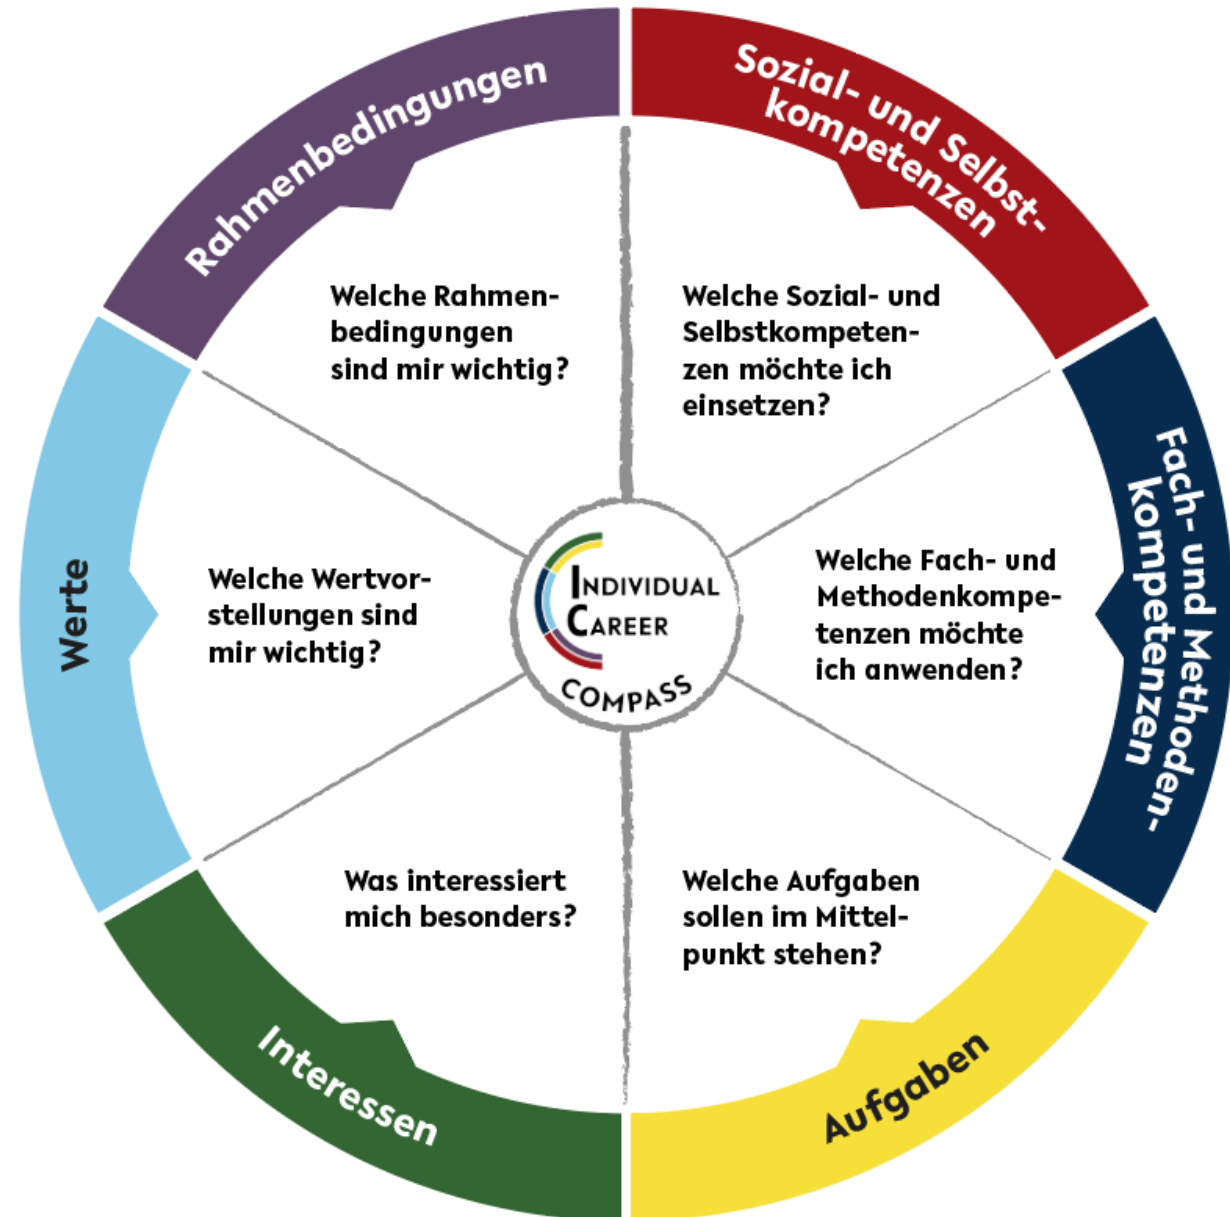 Rahmenbedingungen
Welche Rahmen-
bedingungen
sind mir wichtig?
Sozial- und Selbst-
kompetenzen
Welche Sozial- und
Selbstkompeten-
zen möchte ich
einsetzen?
Fach- und Methoden-
kompetenzen
Welche Fach- und
Methodenkompe-
tenzen möchte
ich anwenden?
Aufgaben
Welche Aufgaben
sollen im Mittel-
punkt stehen?
Interessen
Was interessiert
mich besonders?
Werte
Welche Wertvor-
stellungen sind
mir wichtig?
INDIVIDUAL
CAREER
COMPASS